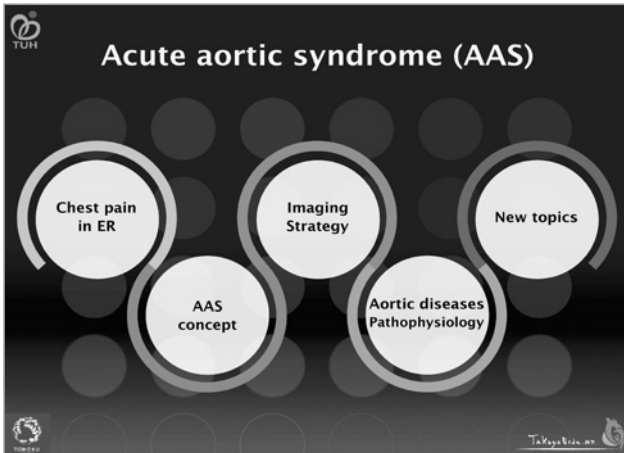 TUH
Acute aortic syndrome (AAS)
Chest pain
in ER
AAS
concept
Imaging
Strategy
Aortic diseases
Pathophysiology
New topics
TOHOKU